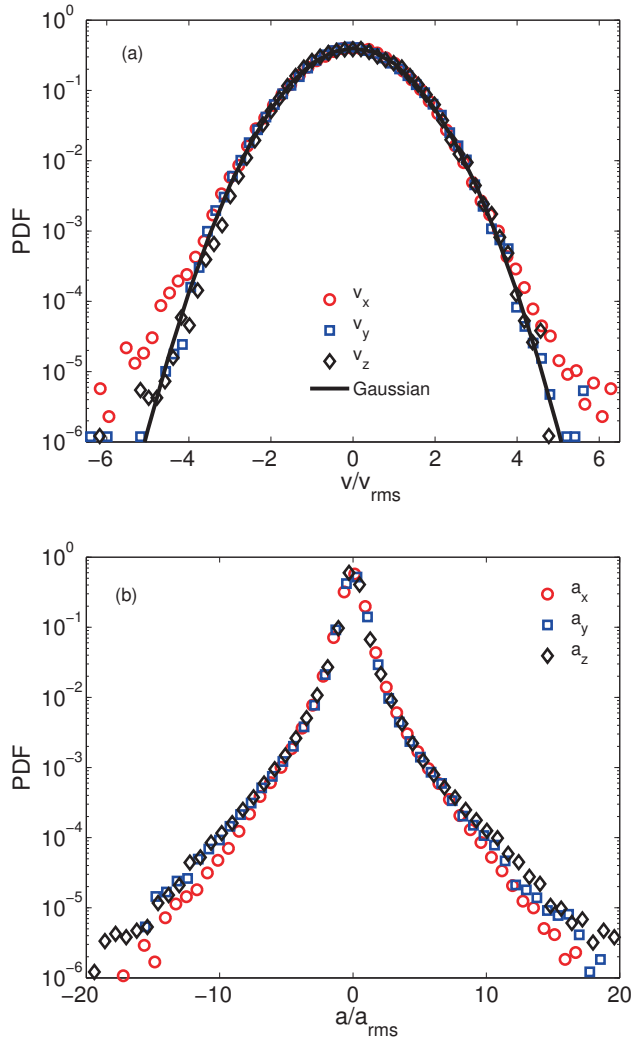 (a)
PDF
10^0
10^-1
10^-2
10^-3
10^-4
10^-5
10^-6
v_x
v_y
v_z
Gaussian
−6 −4 −2 0 2 4 6
v/v_rms
(b)
PDF
10^0
10^-1
10^-2
10^-3
10^-4
10^-5
10^-6
a_x
a_y
a_z
−20 −10 0 10 20
a/a_rms